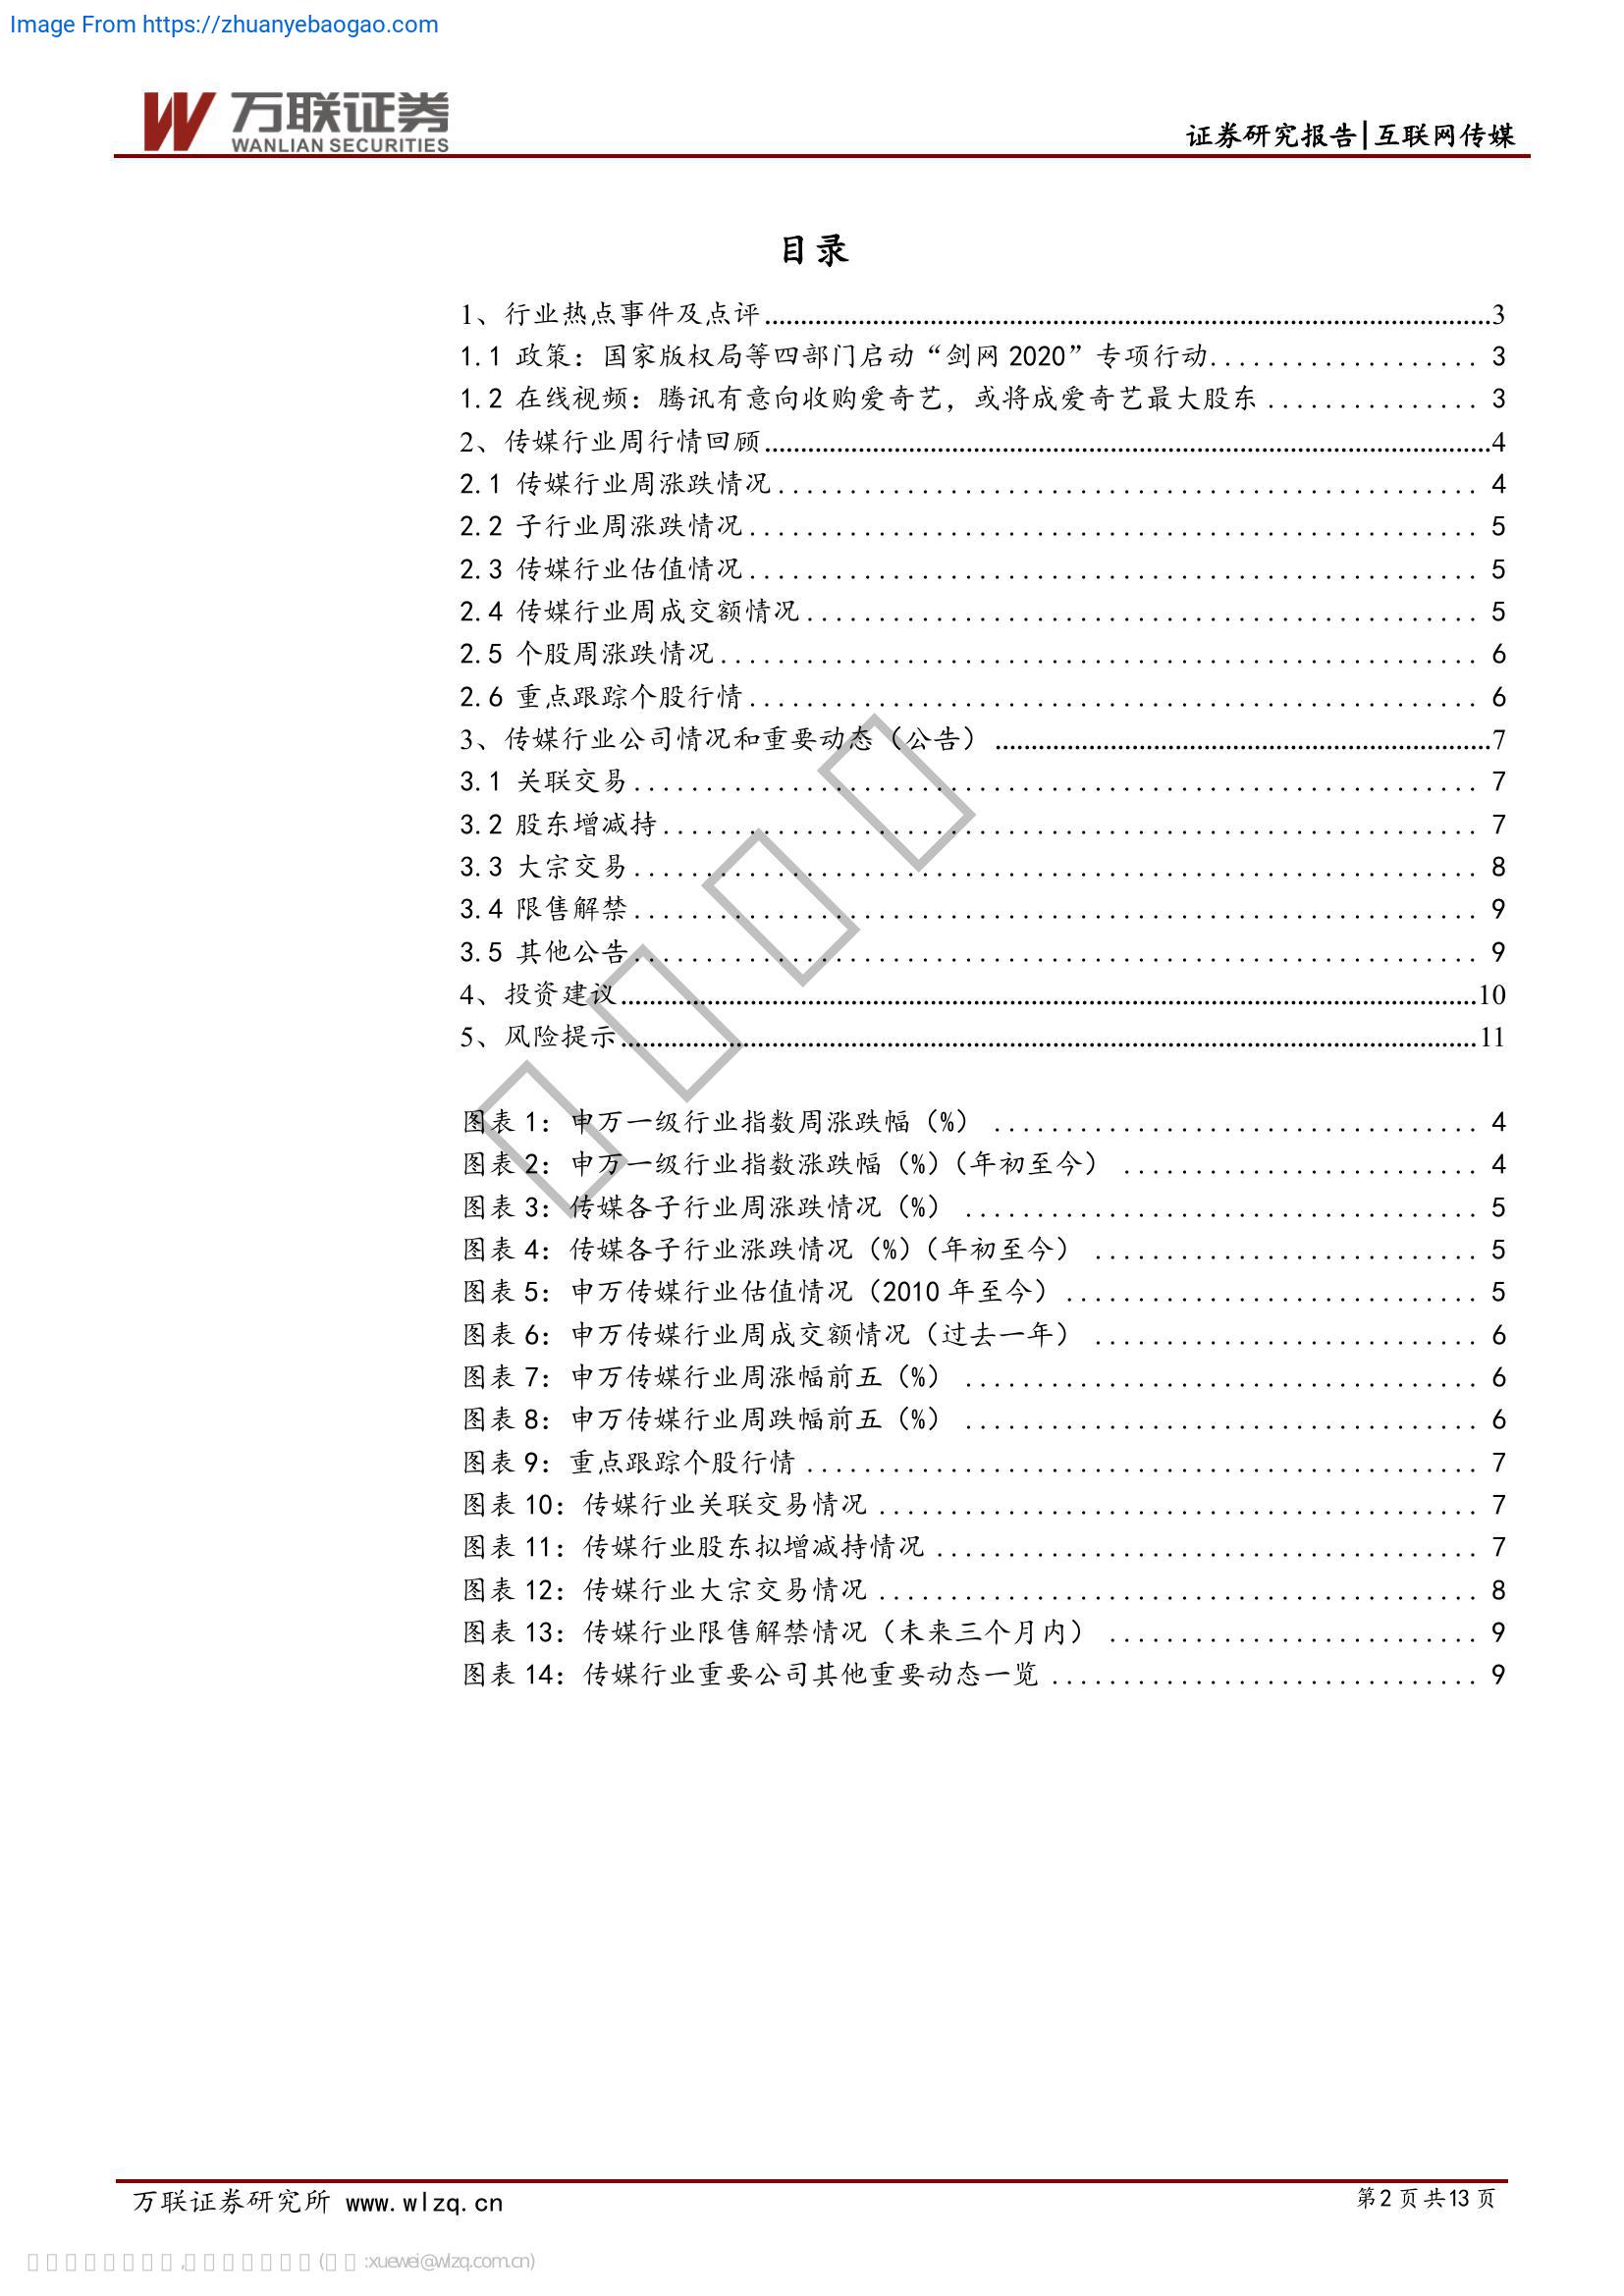 Image From https://zhuanyebaogao.com
万联证券
WANLIAN SECURITIES
证券研究报告|互联网传媒
目录
1、行业热点事件及点评......3
1.1 政策：国家版权局等四部门启动“剑网 2020”专项行动...... 3
1.2 在线视频：腾讯有意向收购爱奇艺，或将成爱奇艺最大股东...... 3
2、传媒行业周行情回顾......4
2.1 传媒行业周涨跌情况...... 4
2.2 子行业周涨跌情况...... 5
2.3 传媒行业估值情况...... 5
2.4 传媒行业周成交额情况...... 5
2.5 个股周涨跌情况...... 6
2.6 重点跟踪个股行情...... 6
3、传媒行业公司情况和重要动态（公告）......7
3.1 关联交易...... 7
3.2 股东增减持...... 7
3.3 大宗交易...... 8
3.4 限售解禁...... 9
3.5 其他公告...... 9
4、投资建议......10
5、风险提示......11
图表 1：申万一级行业指数周涨跌幅（%）...... 4
图表 2：申万一级行业指数涨跌幅（%）（年初至今）...... 4
图表 3：传媒各子行业周涨跌情况（%）...... 5
图表 4：传媒各子行业涨跌情况（%）（年初至今）...... 5
图表 5：申万传媒行业估值情况（2010 年至今）...... 5
图表 6：申万传媒行业周成交额情况（过去一年）...... 6
图表 7：申万传媒行业周涨幅前五（%）...... 6
图表 8：申万传媒行业周跌幅前五（%）...... 6
图表 9：重点跟踪个股行情...... 7
图表 10：传媒行业关联交易情况...... 7
图表 11：传媒行业股东拟增减持情况...... 7
图表 12：传媒行业大宗交易情况...... 8
图表 13：传媒行业限售解禁情况（未来三个月内）...... 9
图表 14：传媒行业重要公司其他重要动态一览...... 9
万联证券研究所 www.wlzq.cn
第2页共13页
:xuewei@wlzq.com.cn)